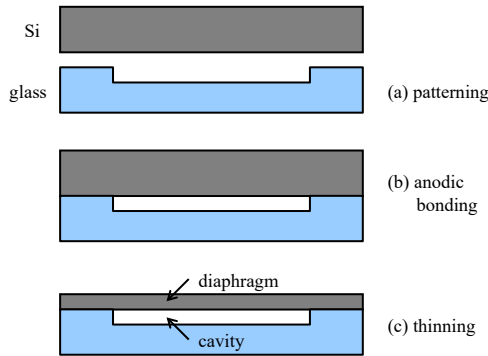 Si
glass
(a) patterning
(b) anodic
bonding
diaphragm
cavity
(c) thinning